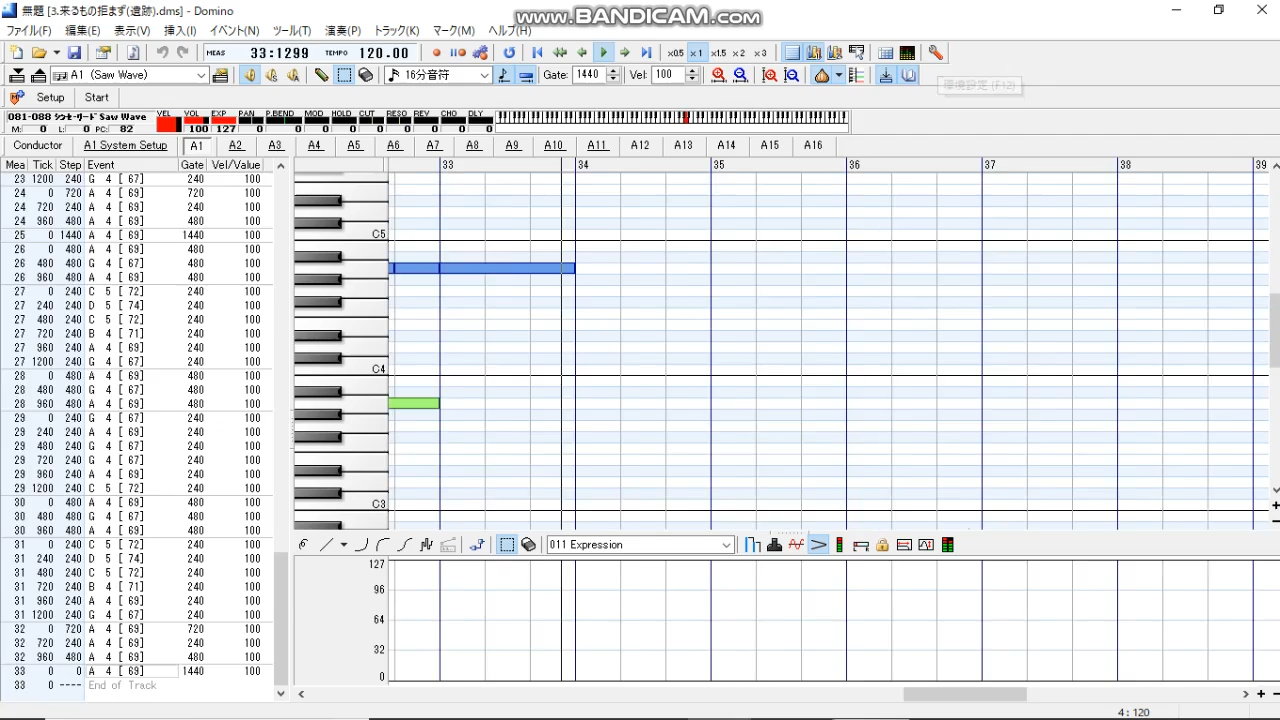 無題 [3.来るもの拒まず(遺跡).dms] - Domino
www.BANDICAM.com
ファイル(F) 編集(E) 表示(V) 挿入(I) イベント(N) ツール(T) 演奏(P) トラック(K) マーク(M) ヘルプ(H)
MEAS 33:1299 TEMPO 120.00 x0.5 x1 x1.5 x2 x3
A1 (Saw Wave) 16分音符 Gate: 1440 Vel: 100
環境設定 (F12)
Setup Start
081-088 シンセ・リード Saw Wave VEL VOL EXP PAN P.BEND MOD HOLD CUT RESO REV CHO DLY
M: 0 L: 0 PC: 82 100 127 0 0 0 0 0 0 0 0 0
Conductor A1 System Setup A1 A2 A3 A4 A5 A6 A7 A8 A9 A10 A11 A12 A13 A14 A15 A16
Mea Tick Step Event Gate Vel/Value 33 34 35 36 37 38 39
23 1200 240 G 4 [ 67] 240 100
24 0 720 A 4 [ 69] 720 100
24 720 240 A 4 [ 69] 240 100
24 960 480 A 4 [ 69] 480 100
25 0 1440 A 4 [ 69] 1440 100
26 0 480 A 4 [ 69] 480 100
26 480 480 G 4 [ 67] 480 100
26 960 480 A 4 [ 69] 480 100
27 0 240 C 5 [ 72] 240 100
27 240 240 D 5 [ 74] 240 100
27 480 240 C 5 [ 72] 240 100
27 720 240 B 4 [ 71] 240 100
27 960 240 A 4 [ 69] 240 100
27 1200 240 G 4 [ 67] 240 100
28 0 480 A 4 [ 69] 480 100
28 480 480 G 4 [ 67] 480 100
28 960 480 A 4 [ 69] 480 100
29 0 240 G 4 [ 67] 240 100
29 240 240 A 4 [ 69] 240 100
29 480 240 G 4 [ 67] 240 100
29 720 240 G 4 [ 67] 240 100
29 960 240 A 4 [ 69] 240 100
29 1200 240 C 5 [ 72] 240 100
30 0 480 A 4 [ 69] 480 100
30 480 480 G 4 [ 67] 480 100
30 960 480 A 4 [ 69] 480 100
31 0 240 C 5 [ 72] 240 100
31 240 240 D 5 [ 74] 240 100
31 480 240 C 5 [ 72] 240 100
31 720 240 B 4 [ 71] 240 100
31 960 240 A 4 [ 69] 240 100
31 1200 240 G 4 [ 67] 240 100
32 0 720 A 4 [ 69] 720 100
32 720 240 A 4 [ 69] 240 100
32 960 480 A 4 [ 69] 480 100
33 0 0 A 4 [ 69] 1440 100
33 0 ---- End of Track
C5
C4
C3
011 Expression
127
96
64
32
0
4:120